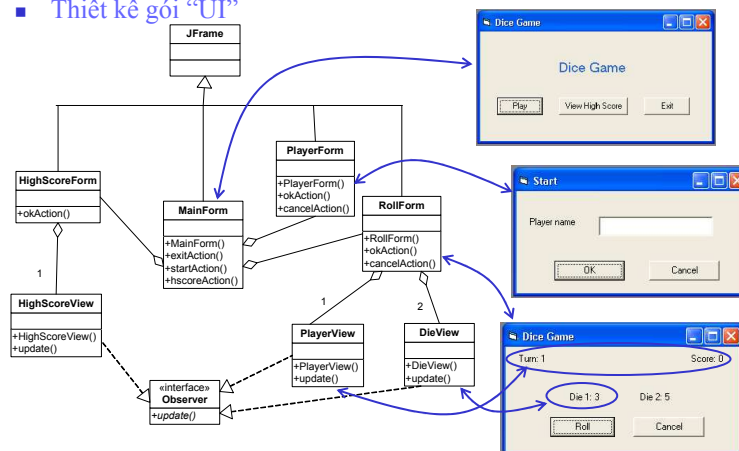 Thiết kế gói “UI”
JFrame
HighScoreForm
+okAction()
MainForm
+MainForm()
+exitAction()
+startAction()
+hscoreAction()
PlayerForm
+PlayerForm()
+okAction()
+cancelAction()
RollForm
+RollForm()
+okAction()
+cancelAction()
1
HighScoreView
+HighScoreView()
+update()
1
2
PlayerView
+PlayerView()
+update()
DieView
+DieView()
+update()
«interface»
Observer
+update()
Dice Game
Dice Game
Play View High Score Exit
Start
Player name
OK Cancel
Dice Game
Turn: 1 Score: 0
Die 1: 3 Die 2: 5
Roll Cancel